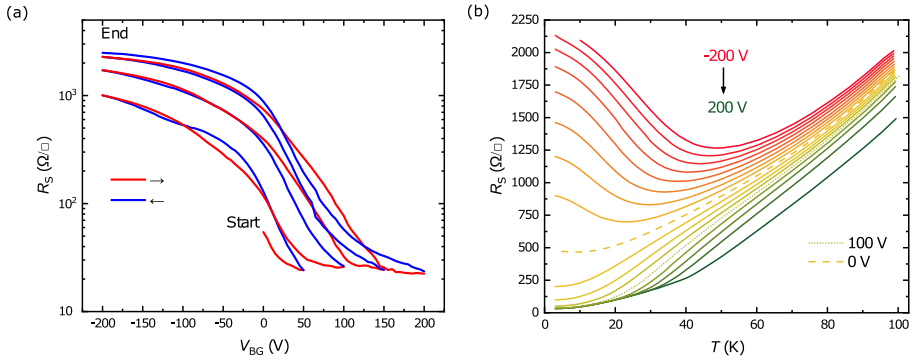 (a)
End
10³
10²
10
R_S (Ω/□)
→
←
Start
-200 -150 -100 -50 0 50 100 150 200
V_BG (V)
(b)
2250
2000
1750
1500
1250
1000
750
500
250
0
R_S (Ω/□)
-200 V
200 V
100 V
0 V
0 20 40 60 80 100
T (K)